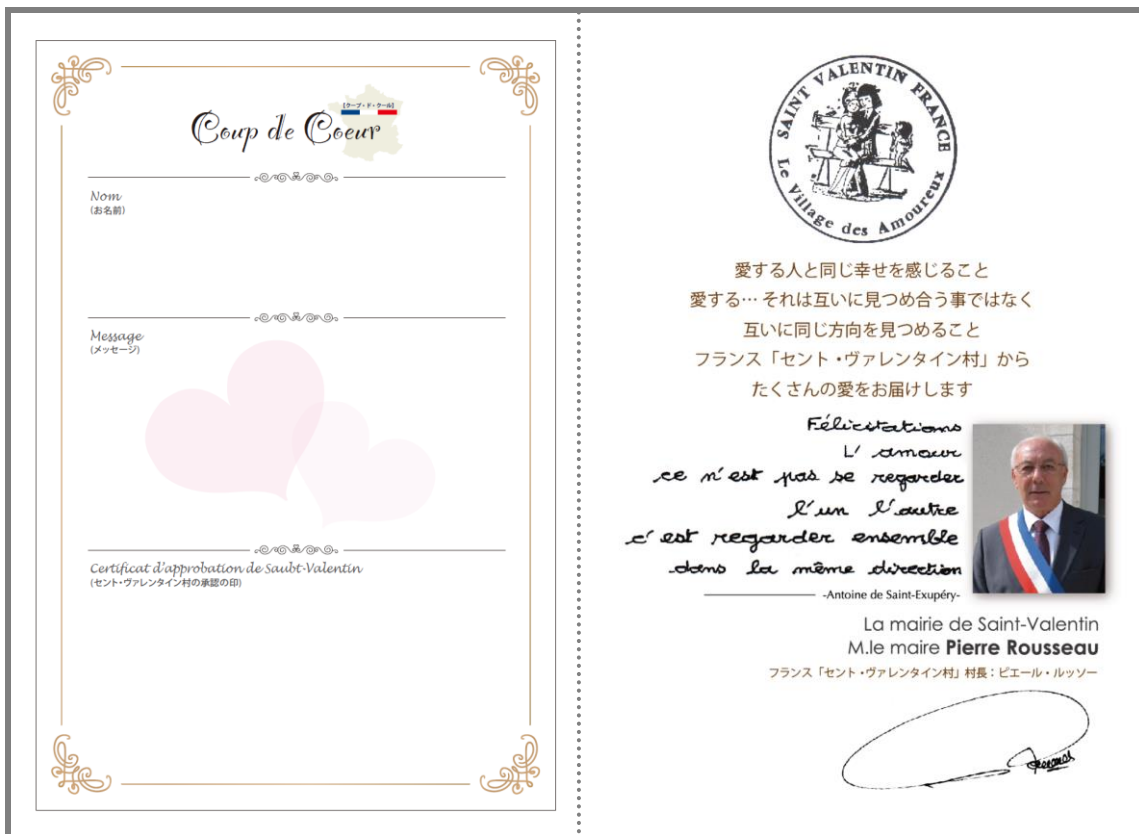 【クープ・ド・クール】
Coup de Coeur
Nom
(お名前)
Message
(メッセージ)
Certificat d'approbation de Saubt-Valentin
(セント・ヴァレンタイン村の承認の印)
SAINT VALENTIN FRANCE
Le Village des Amoureux
愛する人と同じ幸せを感じること
愛する… それは互いに見つめ合う事ではなく
互いに同じ方向を見つめること
フランス「セント・ヴァレンタイン村」から
たくさんの愛をお届けします
Félicitations
L' amour
ce n'est pas se regarder
l'un l'autre
c'est regarder ensemble
dans la même direction
-Antoine de Saint-Exupéry-
La mairie de Saint-Valentin
M.le maire Pierre Rousseau
フランス「セント・ヴァレンタイン村」村長：ピエール・ルッソー